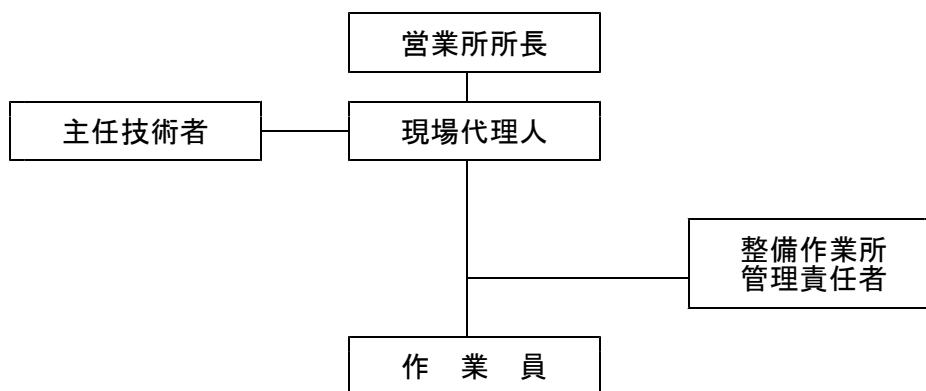 営業所所長
主任技術者
現場代理人
整備作業所
管理責任者
作 業 員